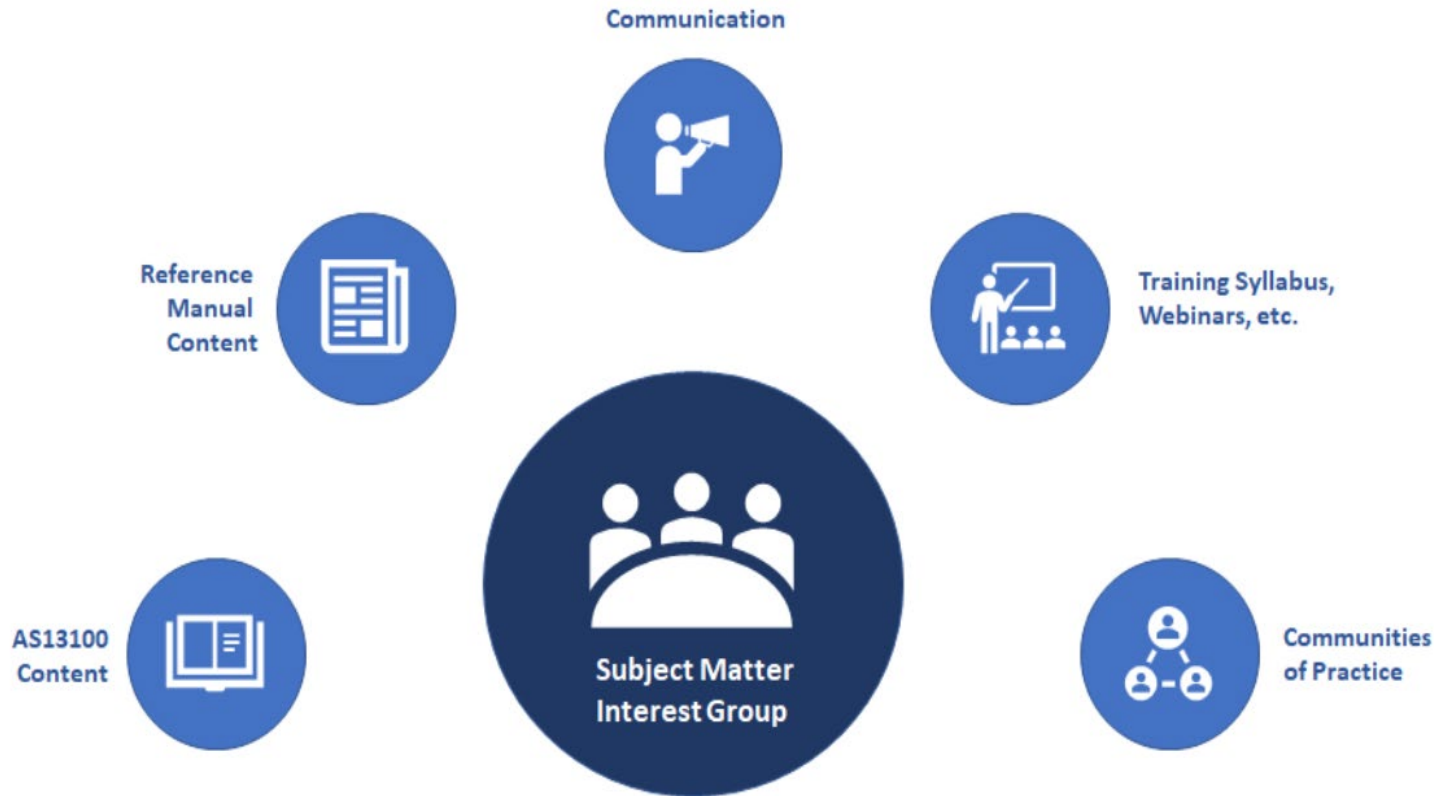 Communication
Reference
Manual
Content
Training Syllabus,
Webinars, etc.
AS13100
Content
Subject Matter
Interest Group
Communities
of Practice